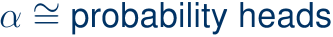 α ≅ probability heads